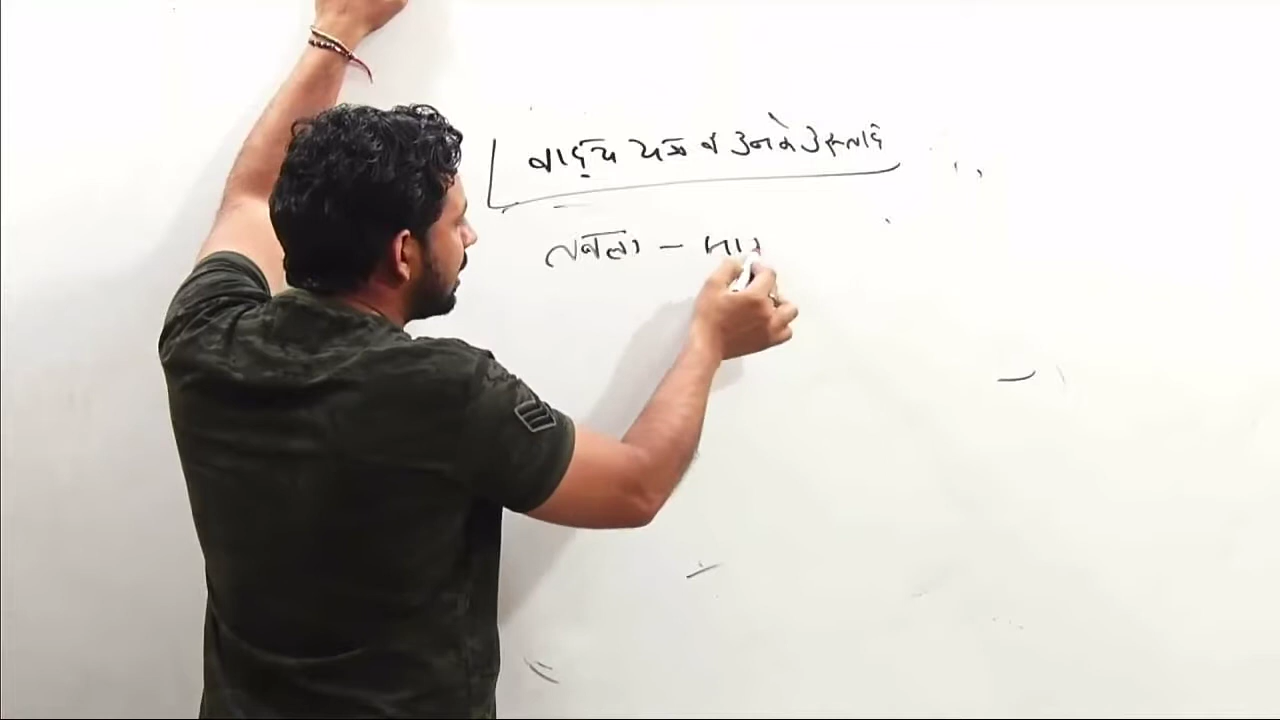 वाद्य यंत्र व उनके उस्ताद
तबला -